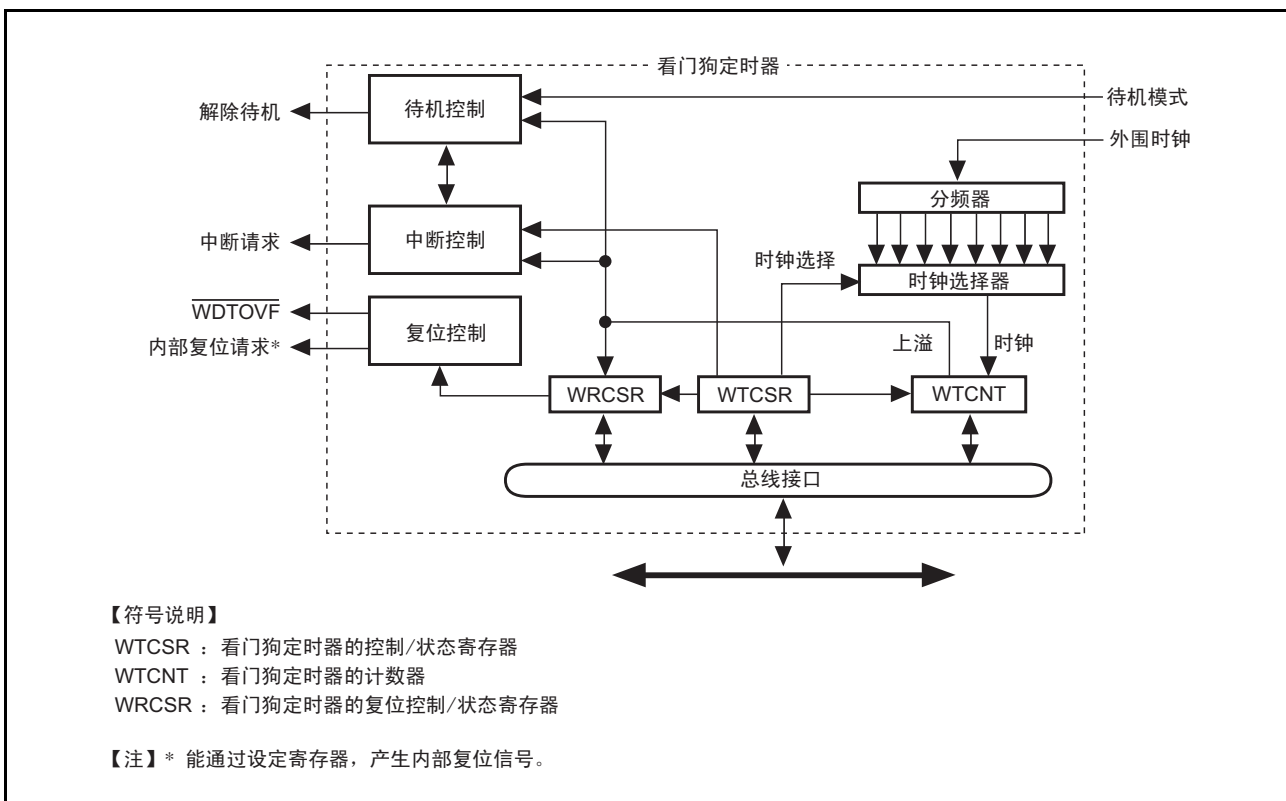 看门狗定时器
待机控制
解除待机
待机模式
外围时钟
分频器
中断请求
中断控制
时钟选择
时钟选择器
WDTOVF
复位控制
内部复位请求*
上溢
时钟
WRCSR
WTCSR
WTCNT
总线接口
【符号说明】
WTCSR ：看门狗定时器的控制/状态寄存器
WTCNT ：看门狗定时器的计数器
WRCSR ：看门狗定时器的复位控制/状态寄存器
【注】* 能通过设定寄存器，产生内部复位信号。